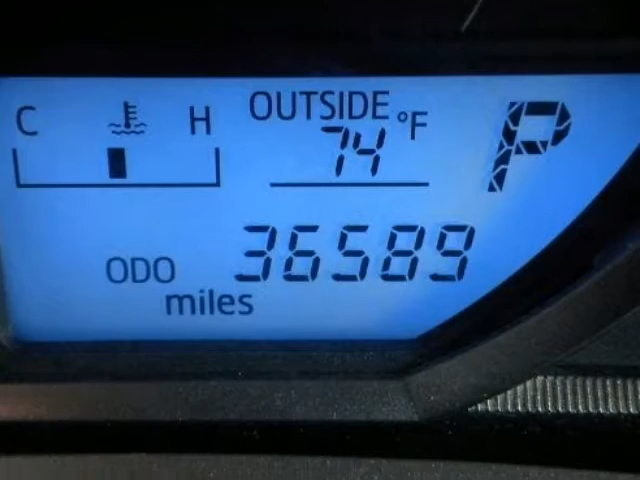 C H
OUTSIDE
74 °F
P
ODO 36589
miles